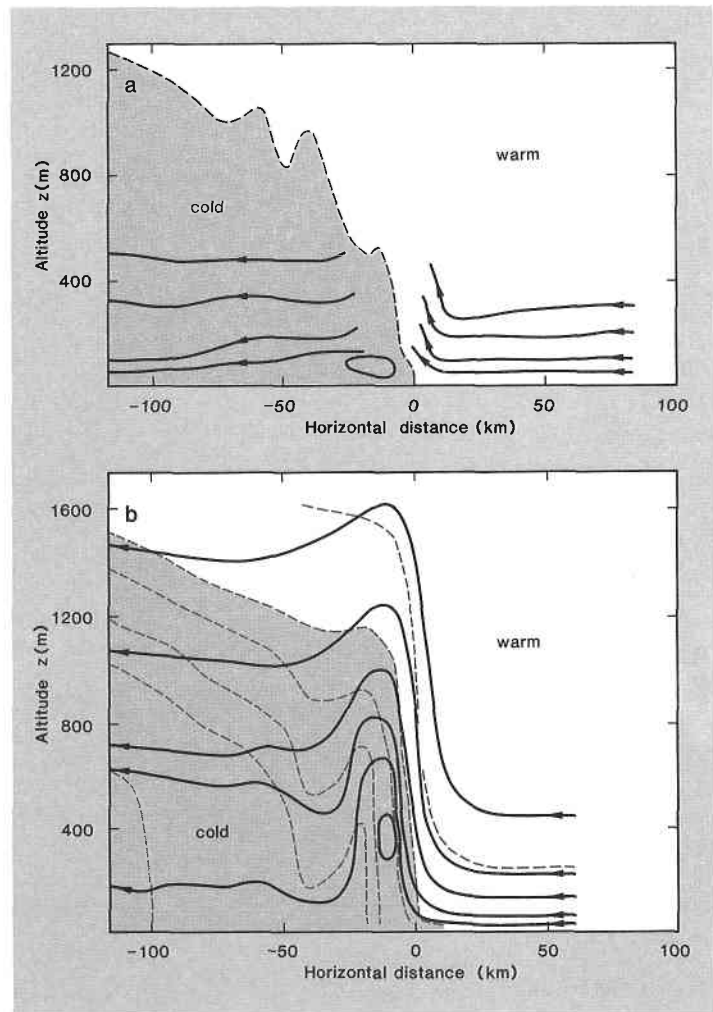 1200
a
warm
800
cold
Altitude z(m)
400
-100 -50 0 50 100
Horizontal distance (km)
1600
b
1200
warm
Altitude z(m)
800
400
cold
-100 -50 0 50 100
Horizontal distance (km)